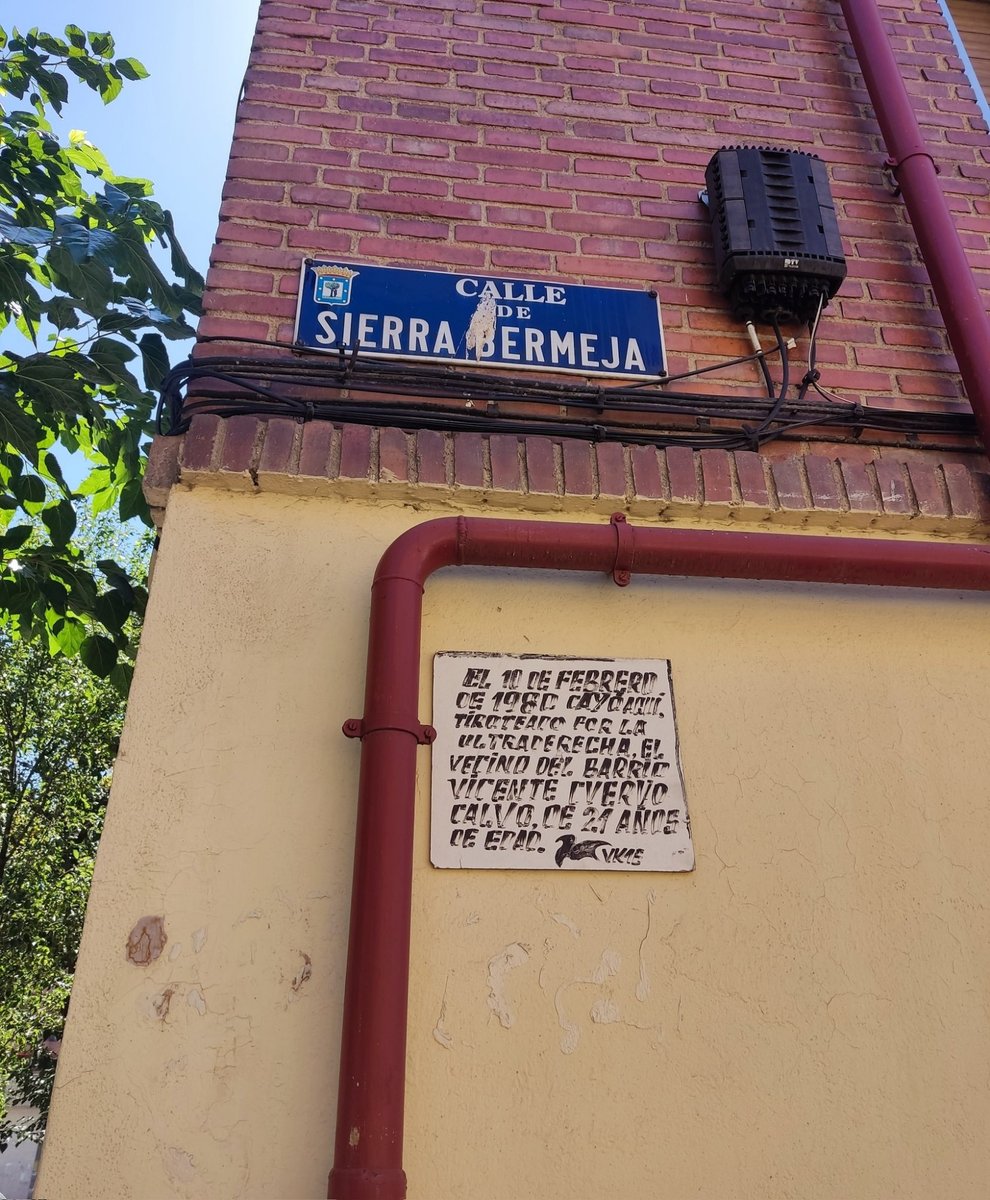 CALLE
DE
SIERRA BERMEJA
EL 10 DE FEBRERO
DE 1980 CAYÓ AQUÍ,
TIROTEADO POR LA
ULTRADERECHA, EL
VECINO DEL BARRIO
VICENTE CUERVO
CALVO, DE 21 AÑOS
DE EDAD. VK15